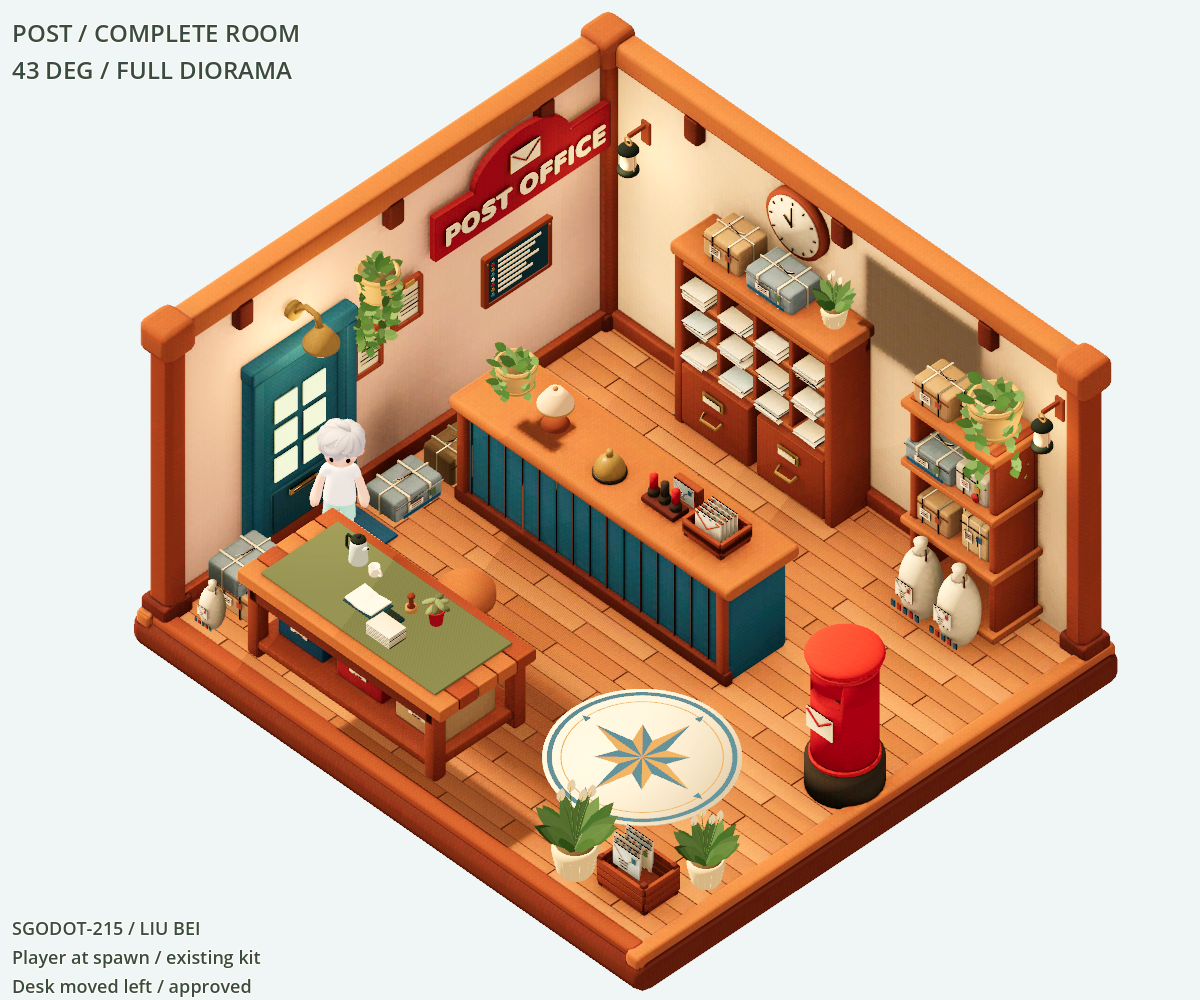 POST / COMPLETE ROOM
43 DEG / FULL DIORAMA
POST OFFICE
SGODOT-215 / LIU BEI
Player at spawn / existing kit
Desk moved left / approved